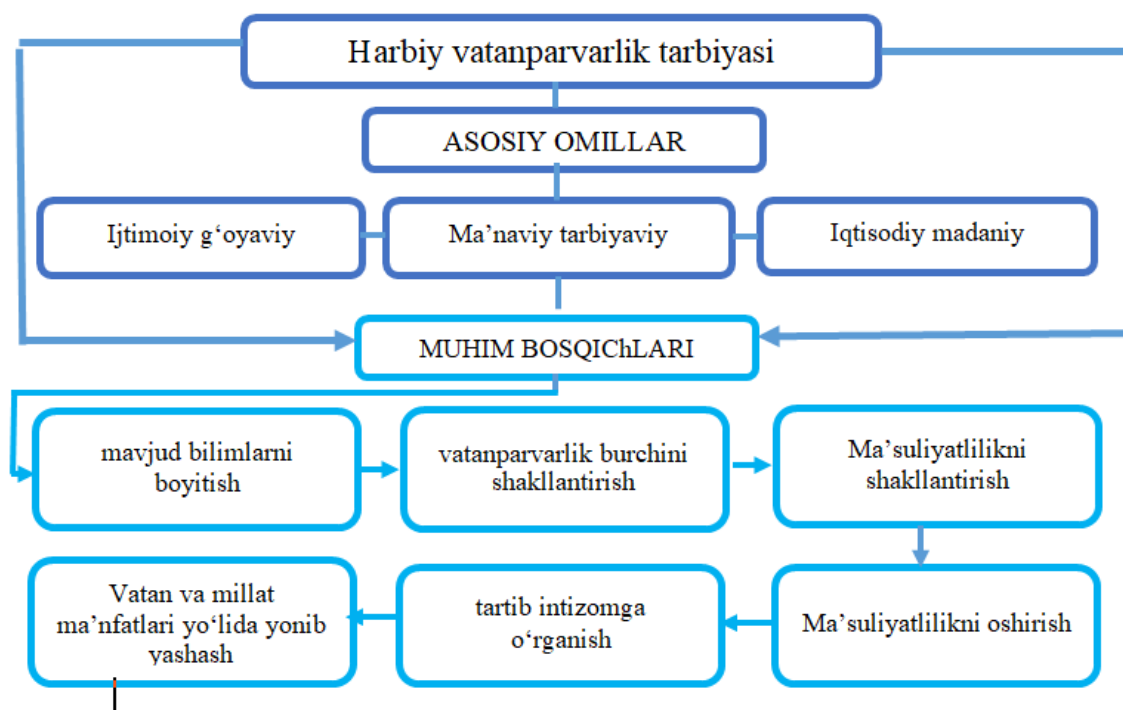 Harbiy vatanparvarlik tarbiyasi
ASOSIY OMILLAR
Ijtimoiy g‘oyaviy
Ma’naviy tarbiyaviy
Iqtisodiy madaniy
MUHIM BOSQIChLARI
mavjud bilimlarni
boyitish
vatanparvarlik burchini
shakllantirish
Ma’suliyatlilikni
shakllantirish
Ma’suliyatlilikni oshirish
tartib intizomga
o‘rganish
Vatan va millat
ma’nfatlari yo‘lida yonib
yashash